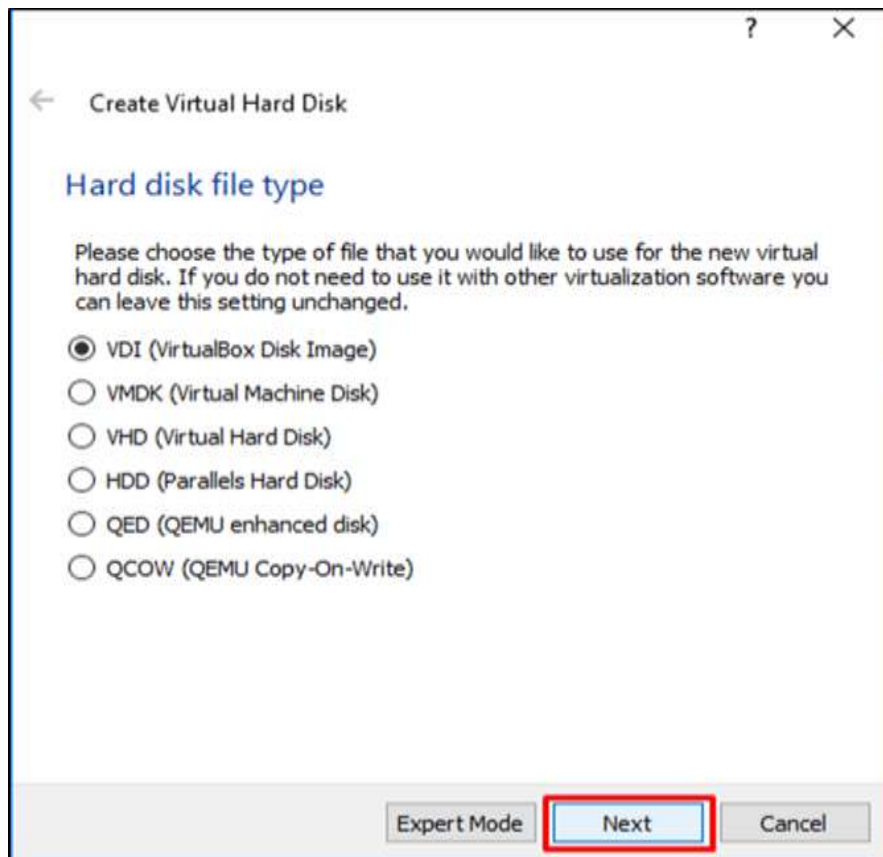 ?
Create Virtual Hard Disk
Hard disk file type
Please choose the type of file that you would like to use for the new virtual
hard disk. If you do not need to use it with other virtualization software you
can leave this setting unchanged.
VDI (VirtualBox Disk Image)
VMDK (Virtual Machine Disk)
VHD (Virtual Hard Disk)
HDD (Parallels Hard Disk)
QED (QEMU enhanced disk)
QCOW (QEMU Copy-On-Write)
Expert Mode Next Cancel